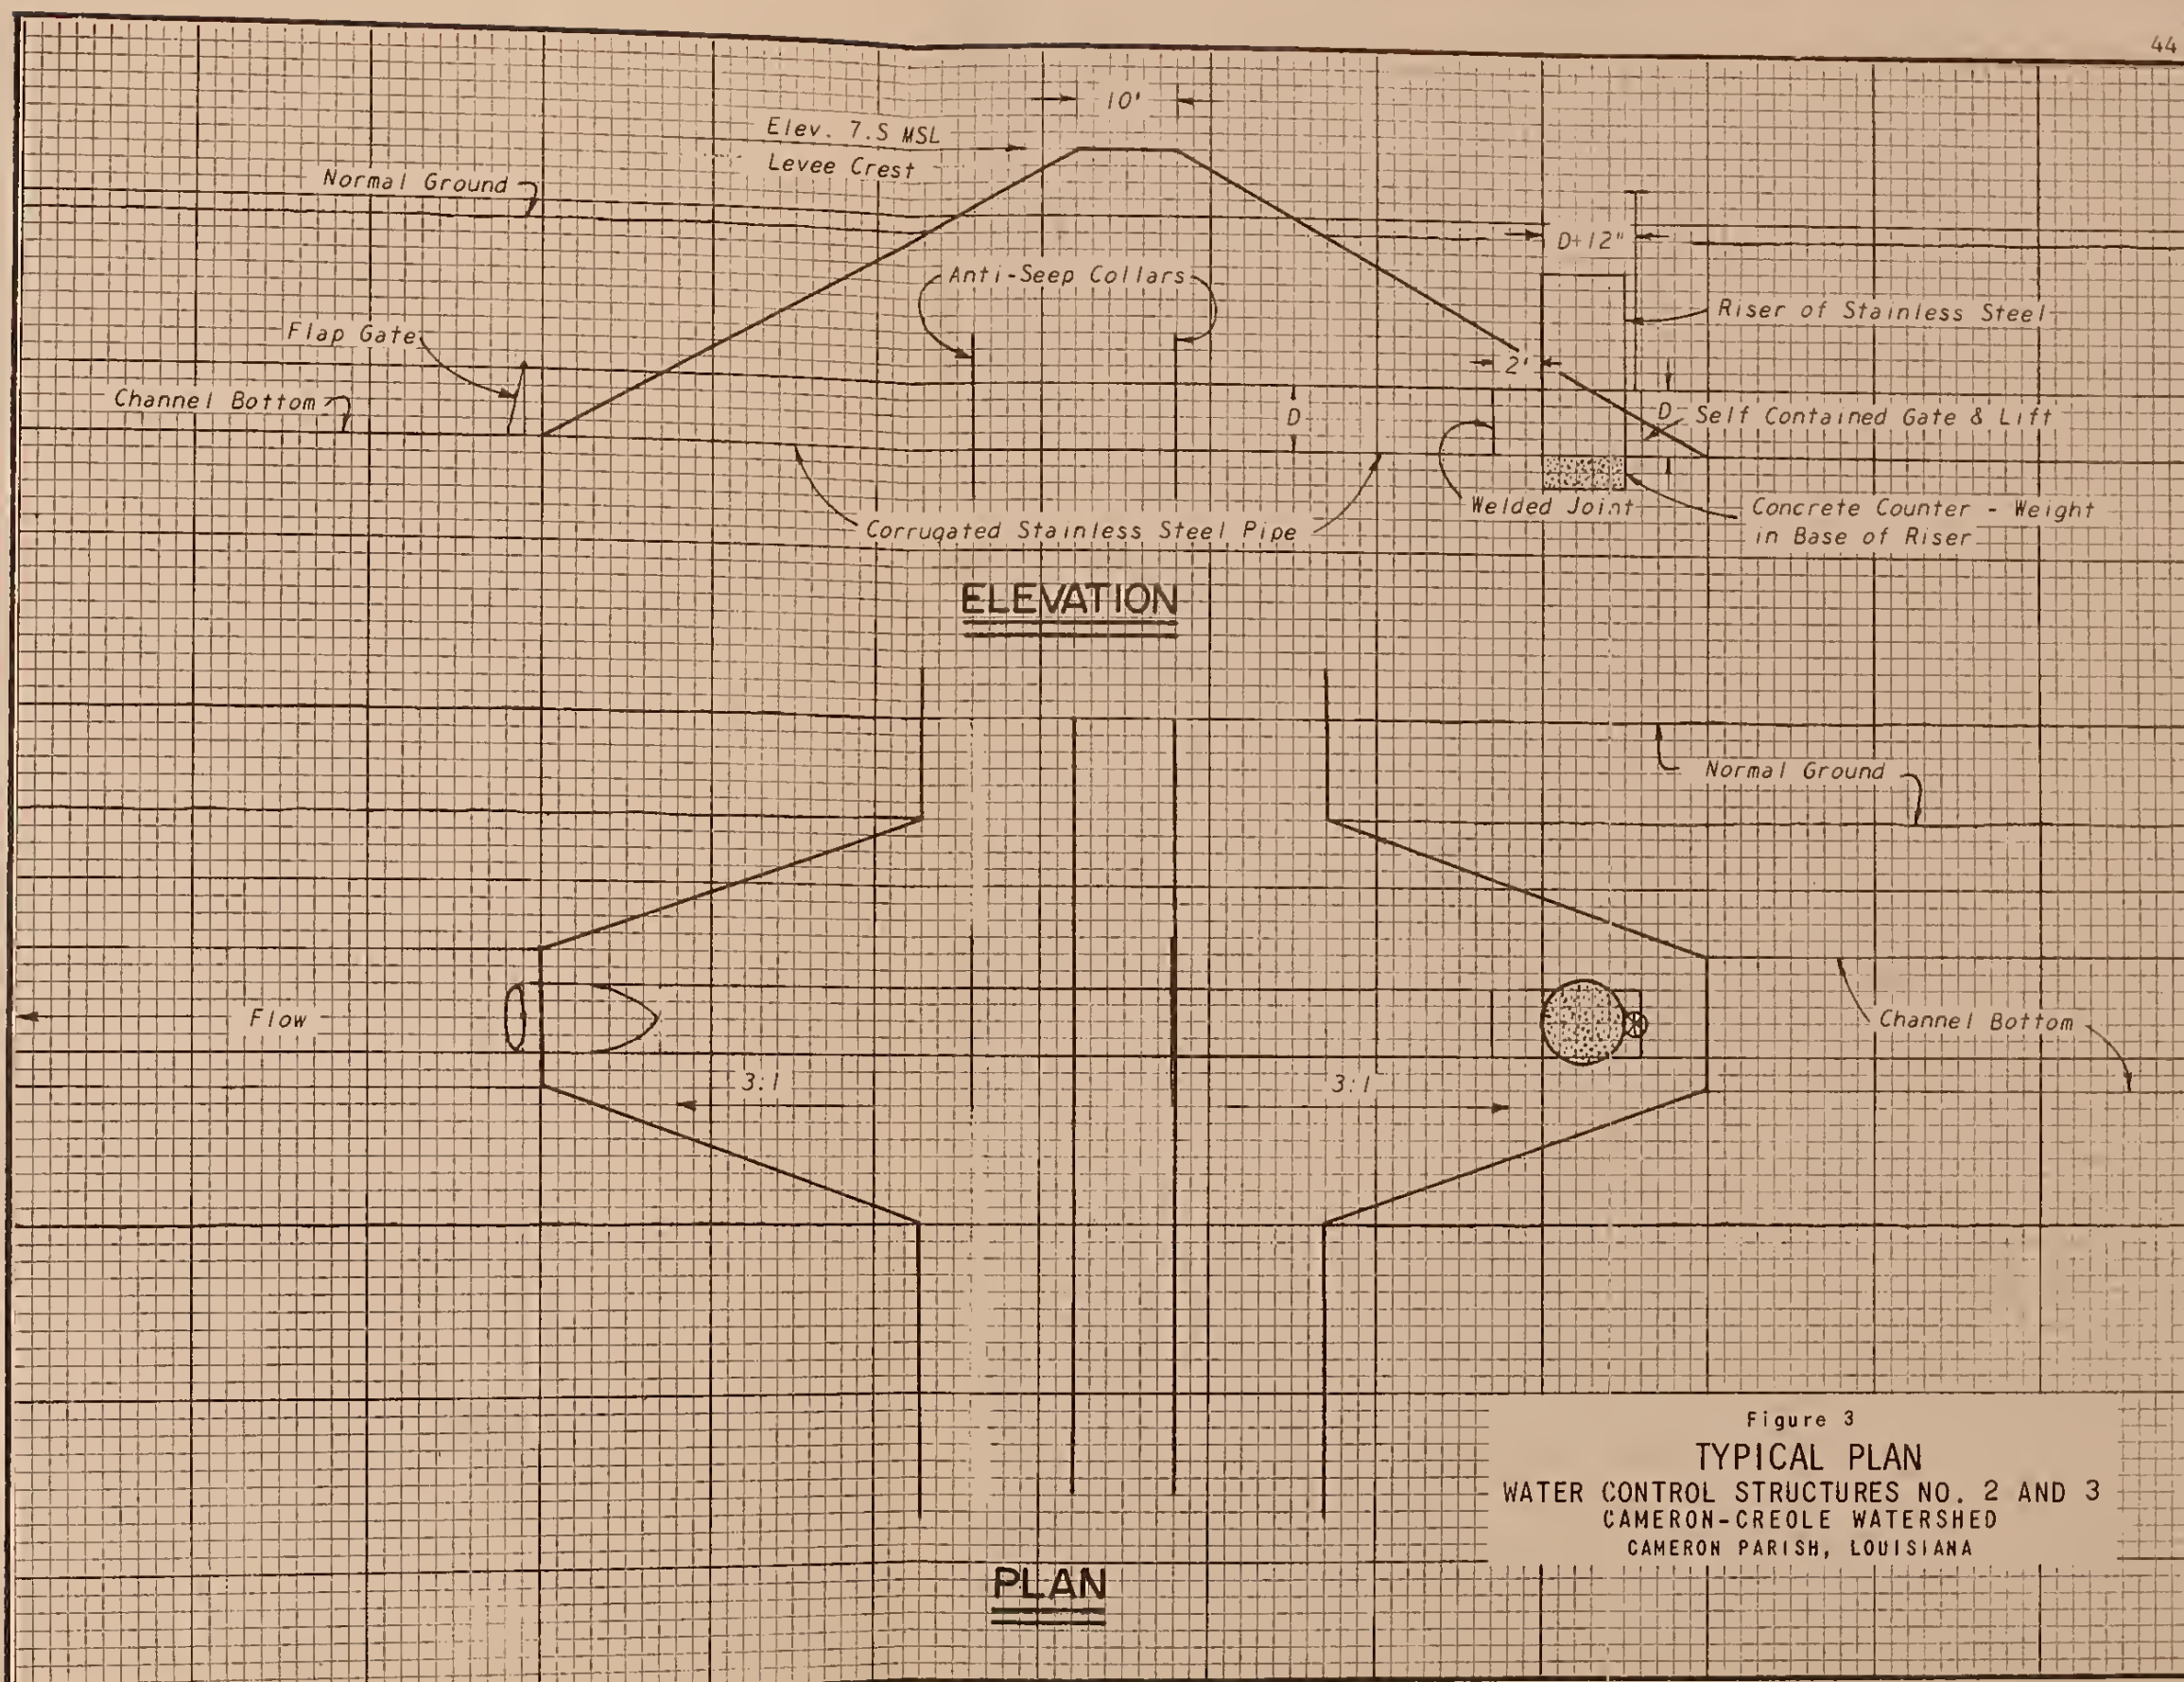 44
10'
Elev. 7.5 MSL
Levee Crest
Normal Ground
D+12"
Anti-Seep Collars
Riser of Stainless Steel
Flap Gate
2'
Channel Bottom
D
D
Self Contained Gate & Lift
Welded Joint
Concrete Counter - Weight
in Base of Riser
Corrugated Stainless Steel Pipe
ELEVATION
Normal Ground
Flow
Channel Bottom
3:1
3:1
Figure 3
TYPICAL PLAN
WATER CONTROL STRUCTURES NO. 2 AND 3
CAMERON-CREOLE WATERSHED
CAMERON PARISH, LOUISIANA
PLAN